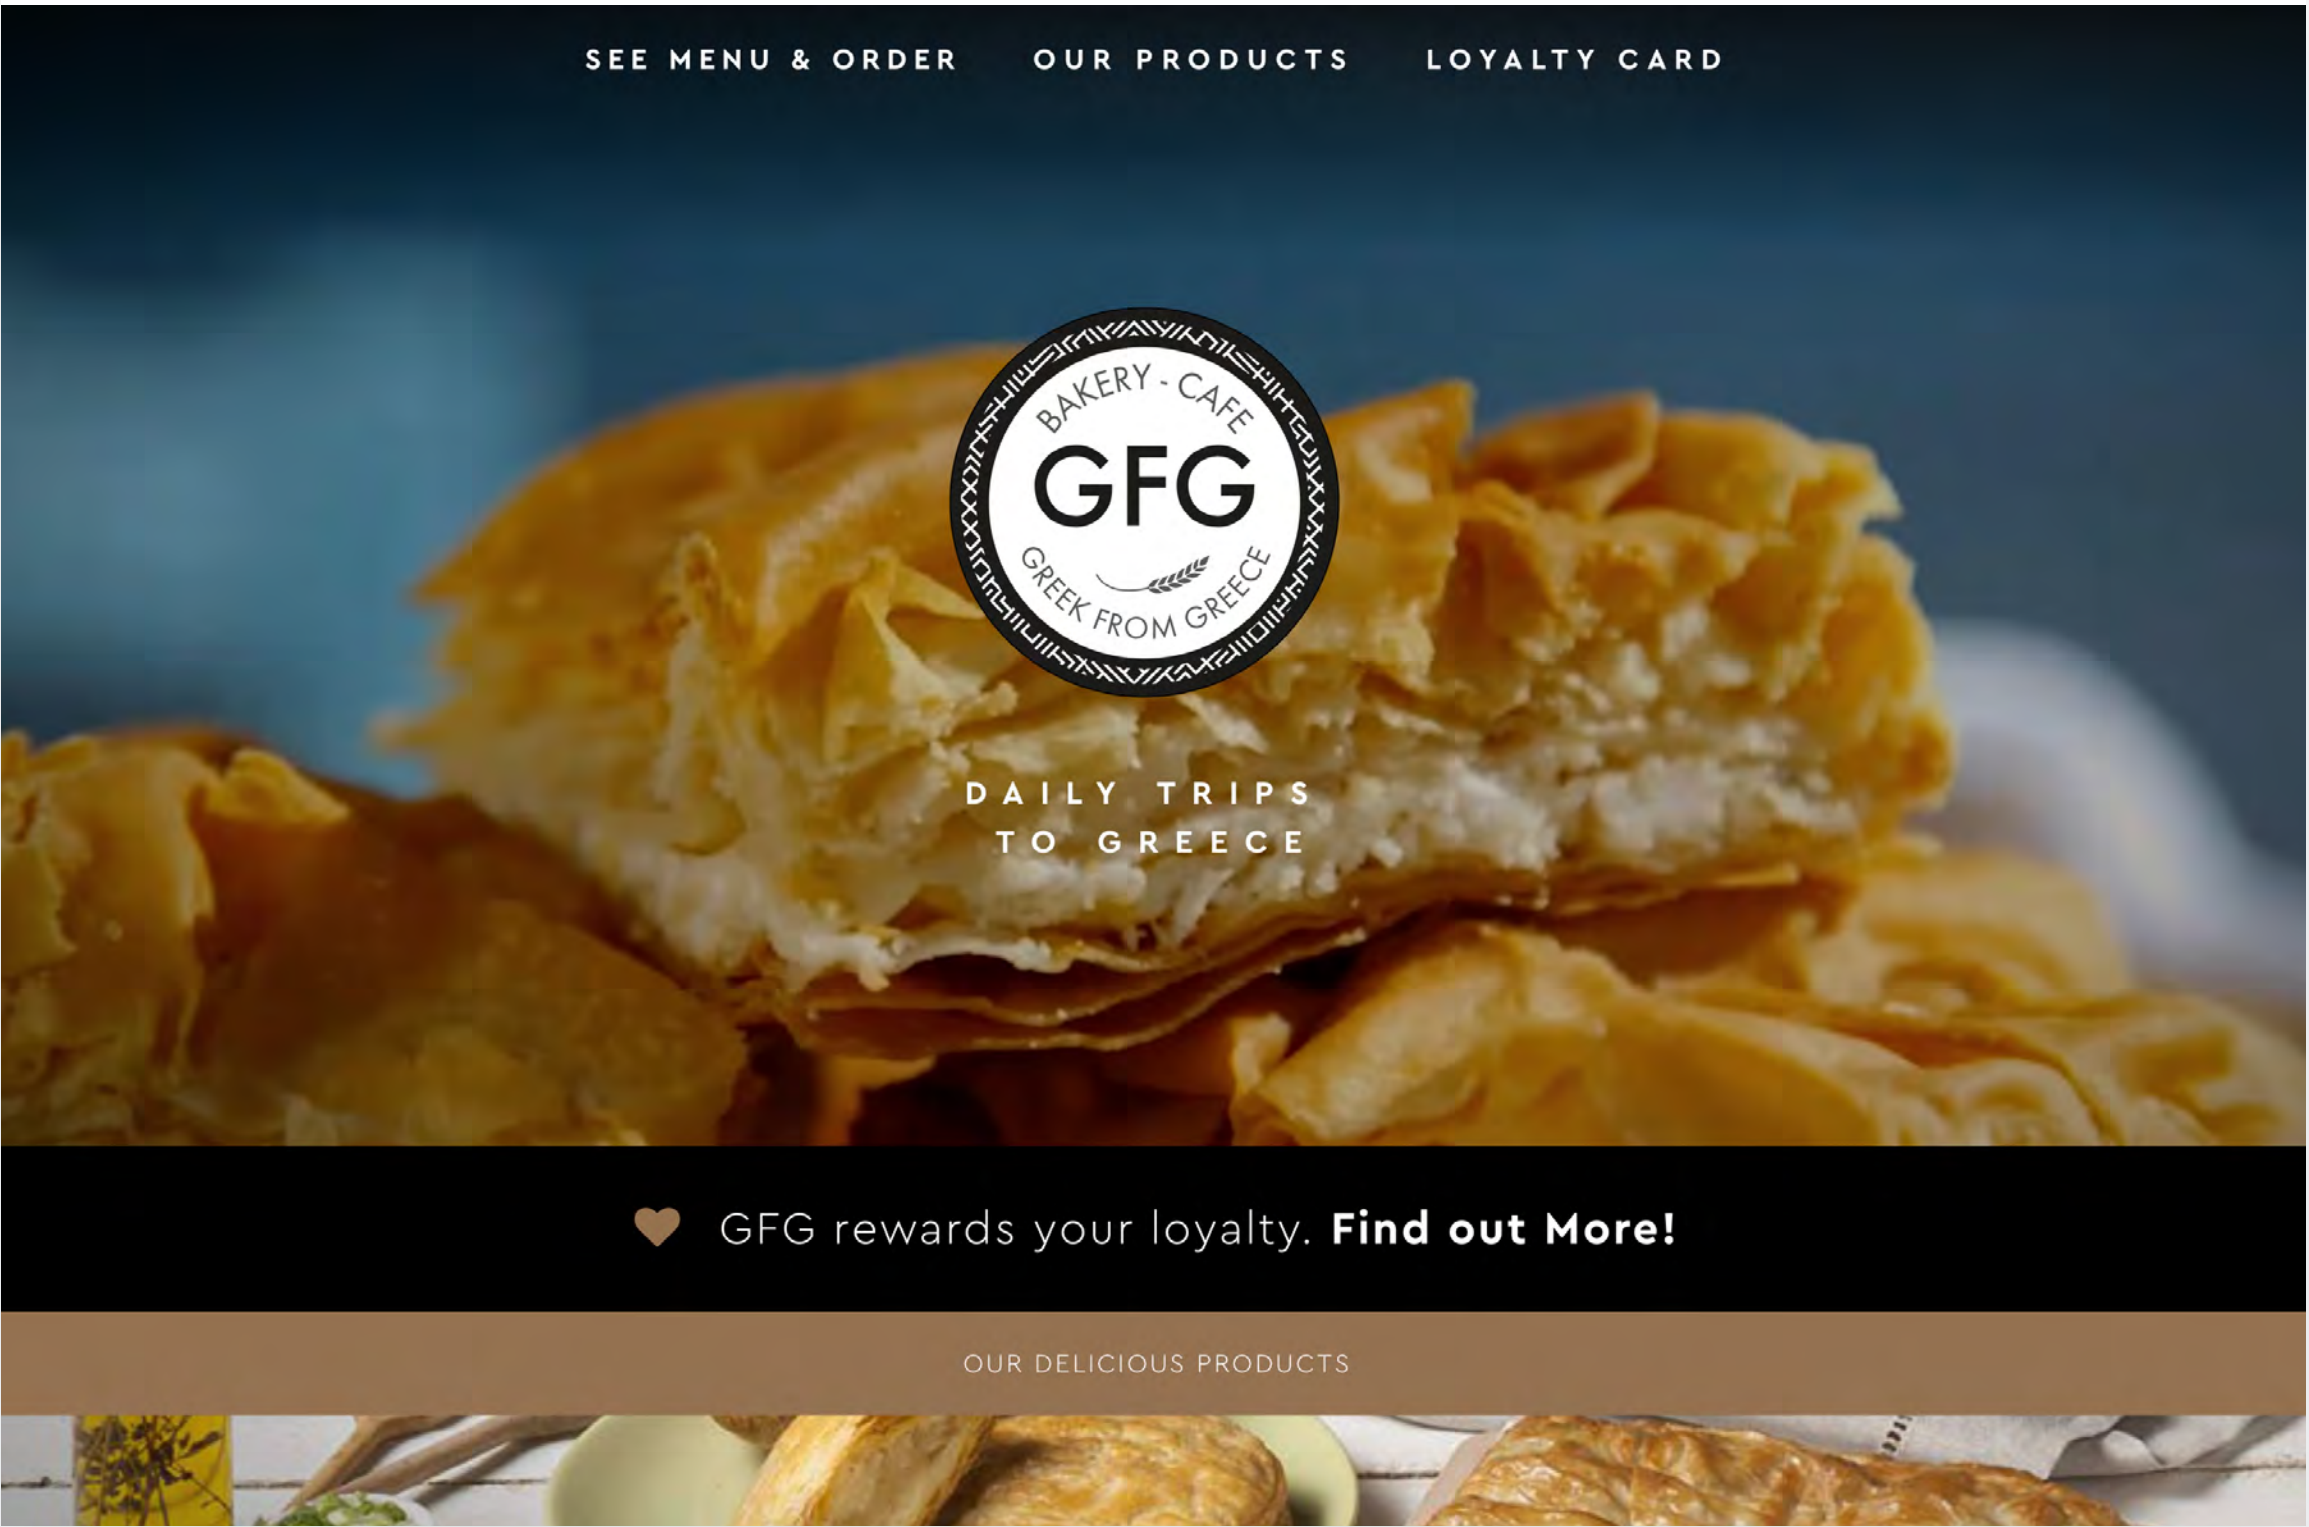 SEE MENU & ORDER OUR PRODUCTS LOYALTY CARD
BAKERY - CAFE
GFG
GREEK FROM GREECE
DAILY TRIPS
TO GREECE
GFG rewards your loyalty. Find out More!
OUR DELICIOUS PRODUCTS